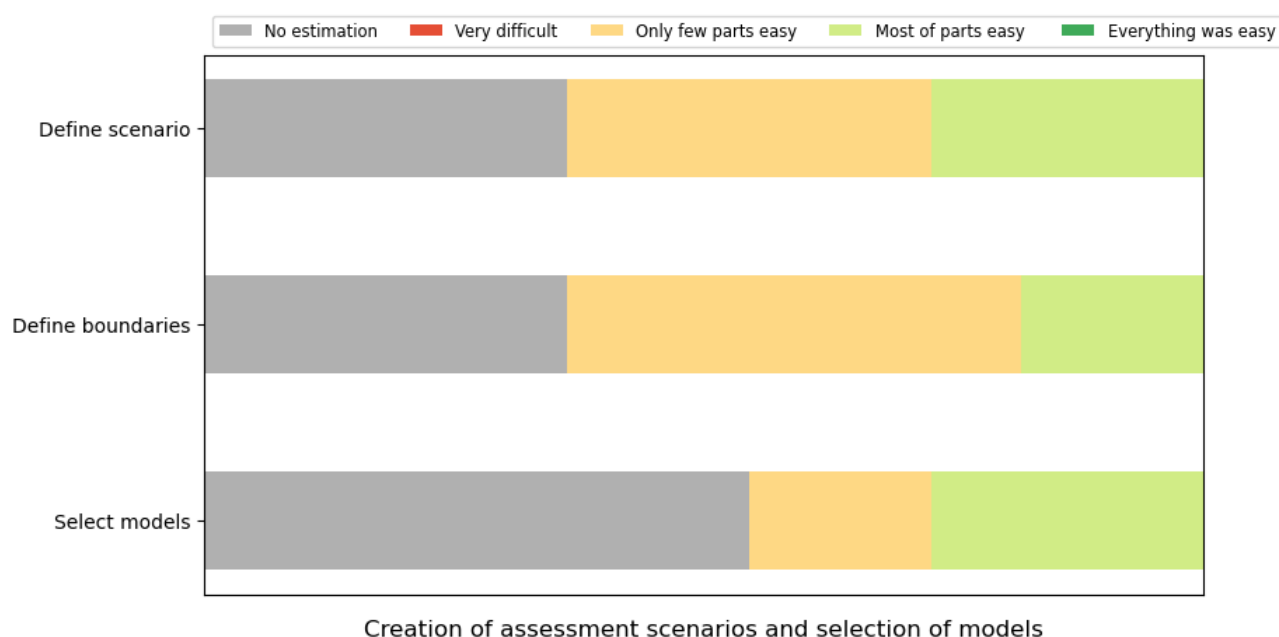 No estimation Very difficult Only few parts easy Most of parts easy Everything was easy
Define scenario
Define boundaries
Select models
Creation of assessment scenarios and selection of models